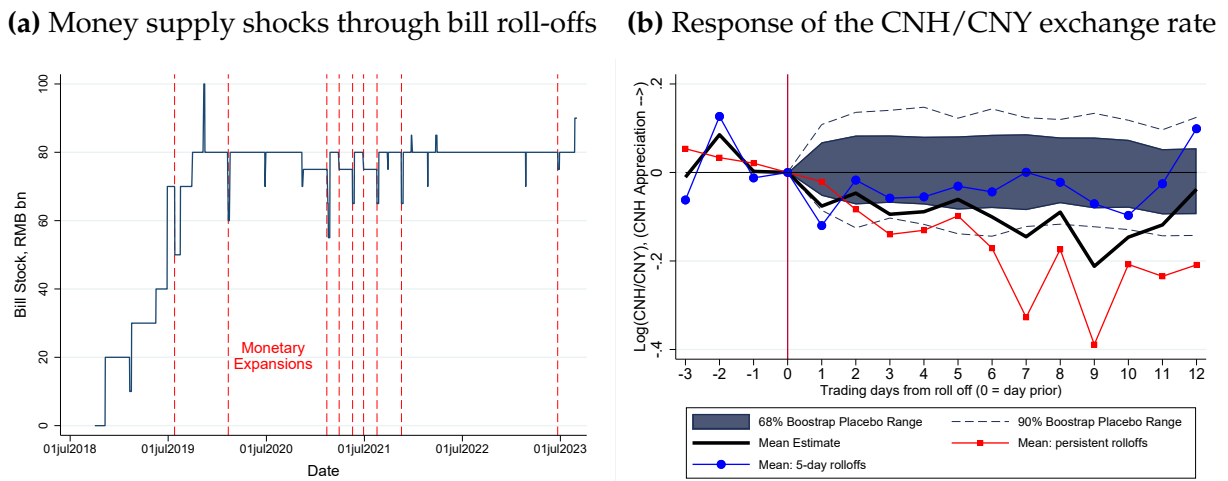 (a) Money supply shocks through bill roll-offs
(b) Response of the CNH/CNY exchange rate
Bill Stock, RMB bn
100
80
60
40
20
0
Monetary
Expansions
01jul2018
01jul2019
01jul2020
01jul2021
01jul2022
01jul2023
Date
Log(CNH/CNY), (CNH Appreciation -->)
.2
0
-.2
-.4
-3 -2 -1 0 1 2 3 4 5 6 7 8 9 10 11 12
Trading days from roll off (0 = day prior)
68% Boostrap Placebo Range
90% Boostrap Placebo Range
Mean Estimate
Mean: persistent rolloffs
Mean: 5-day rolloffs